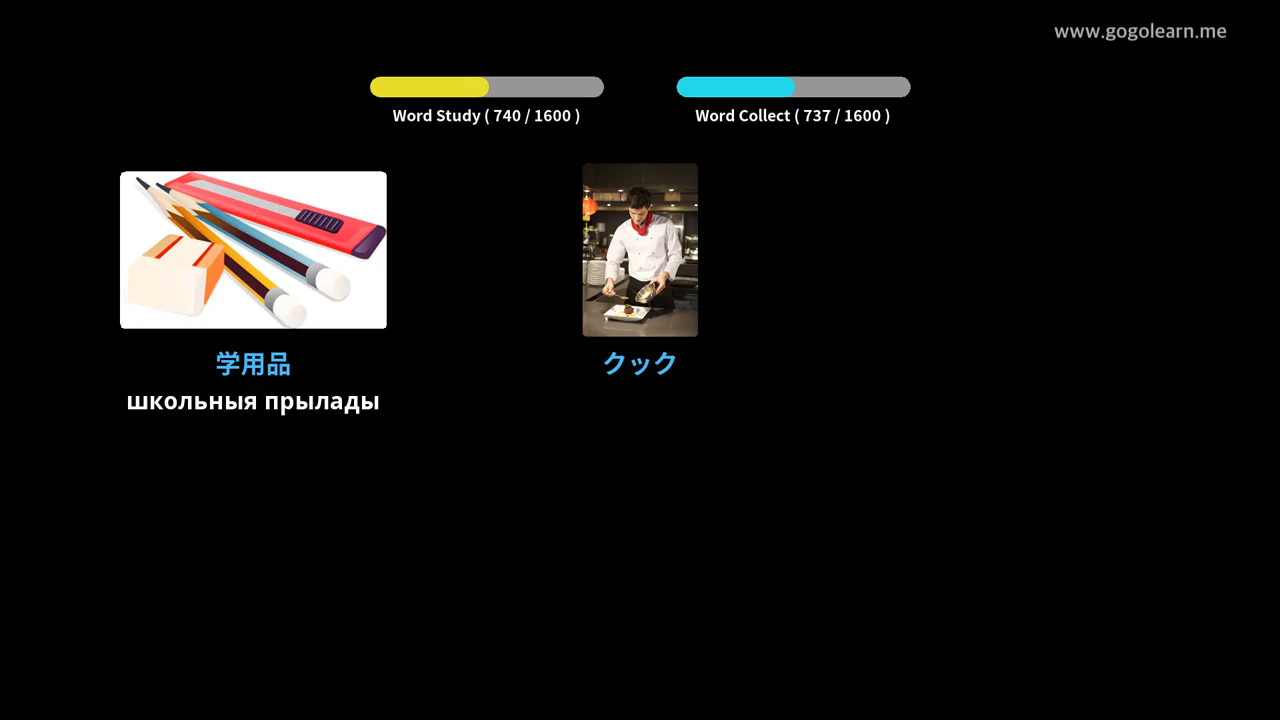 www.gogolearn.me
Word Study ( 740 / 1600 )
Word Collect ( 737 / 1600 )
学用品
школьныя прылады
クック